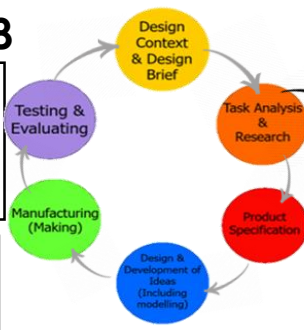 Design
Context
& Design
Brief
Task Analysis
&
Research
Product
Specification
Design &
Development of
Ideas
(Including
modelling)
Manufacturing
(Making)
Testing &
Evaluating